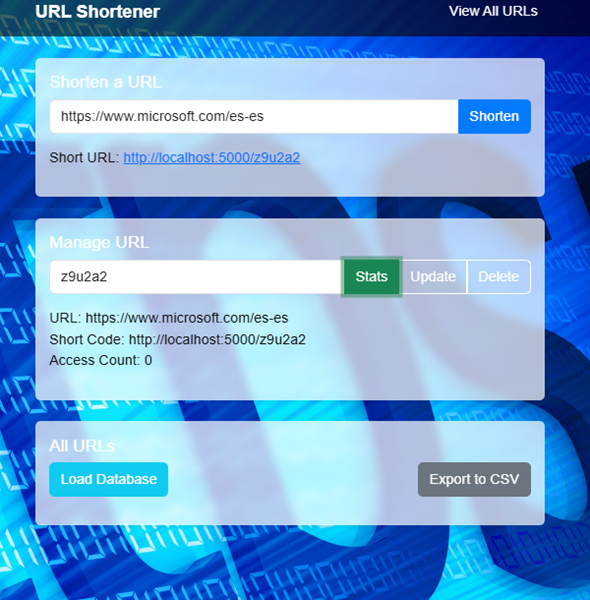 URL Shortener View All URLs
Shorten a URL
https://www.microsoft.com/es-es Shorten
Short URL: http://localhost:5000/z9u2a2
Manage URL
z9u2a2 Stats Update Delete
URL: https://www.microsoft.com/es-es
Short Code: http://localhost:5000/z9u2a2
Access Count: 0
All URLs
Load Database Export to CSV